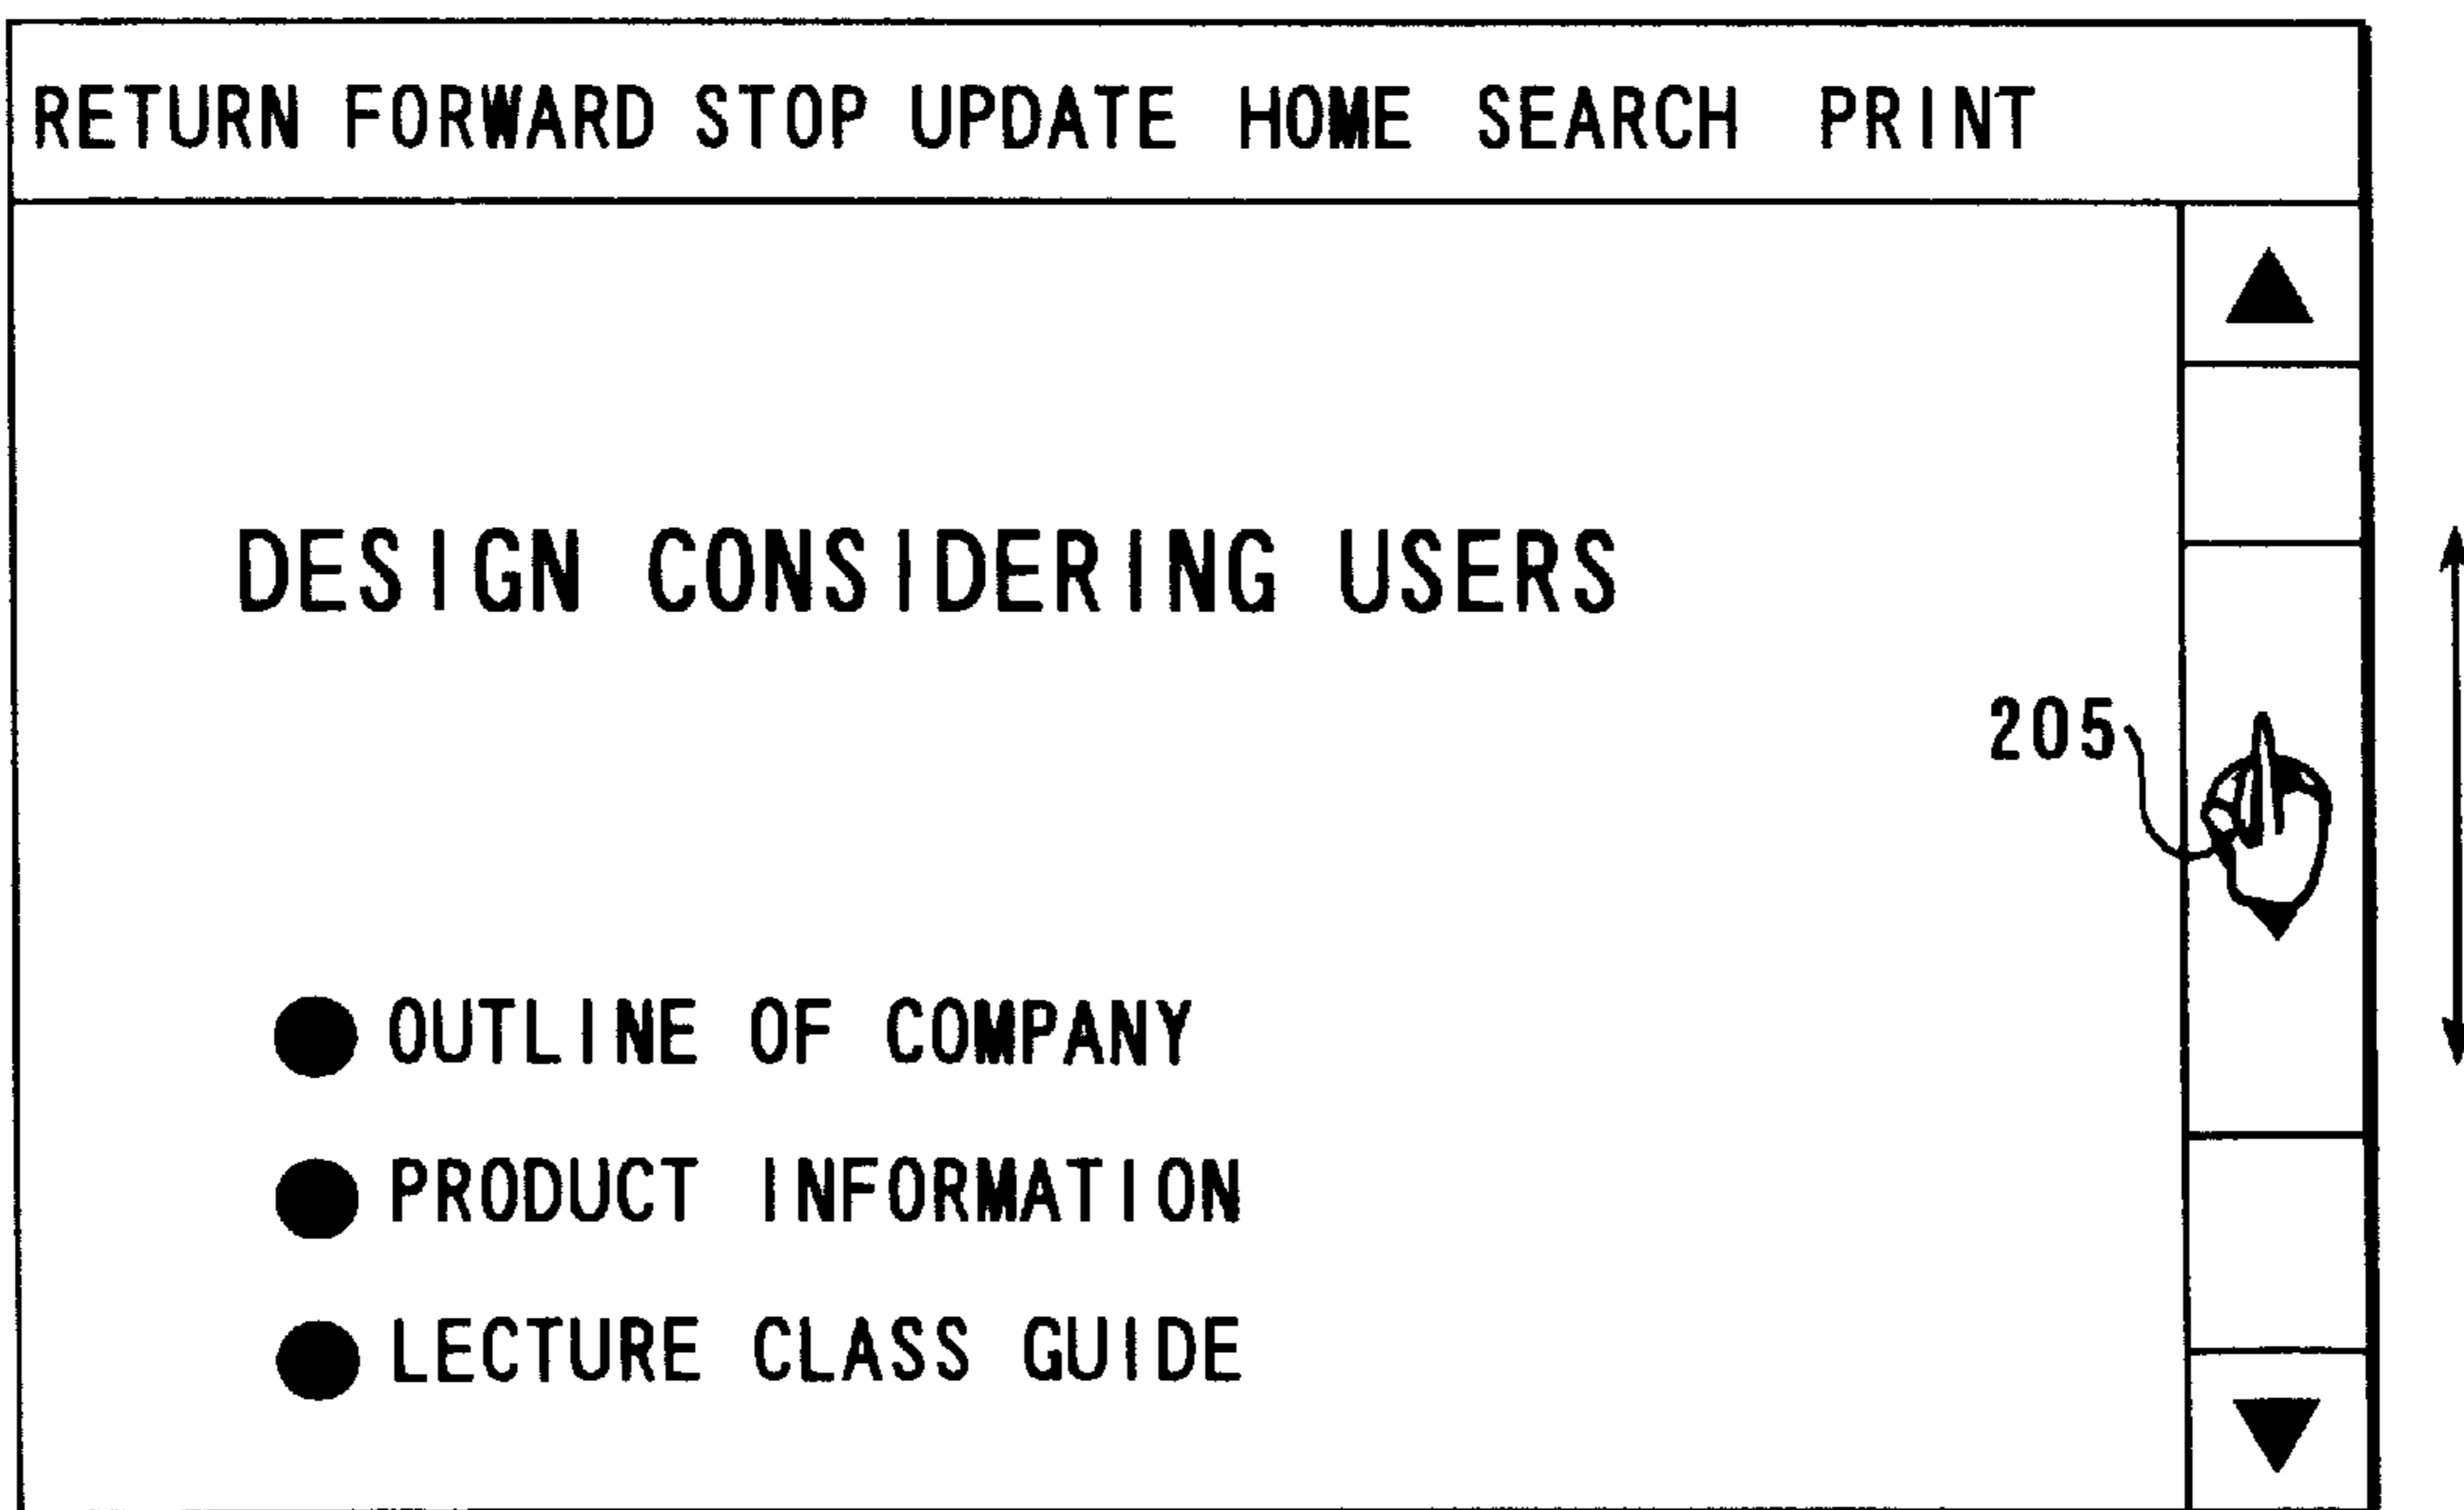 RETURN FORWARD STOP UPDATE HOME SEARCH PRINT
DESIGN CONSIDERING USERS
205
OUTLINE OF COMPANY
PRODUCT INFORMATION
LECTURE CLASS GUIDE